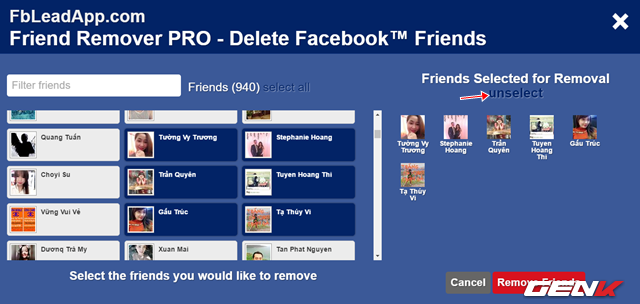 FbLeadApp.com
Friend Remover PRO - Delete Facebook™ Friends
Filter friends
Friends (940) select all
Friends Selected for Removal
unselect
Quang Tuấn
Tường Vy Trương
Stephanie Hoang
Choyi Su
Trần Quyên
Tuyen Hoang Thi
Vững Vui Vẻ
Gấu Trúc
Tạ Thúy Vi
Dương Trà My
Xuan Mai
Tan Phat Nguyen
Tường Vy
Trương
Stephanie
Hoang
Trần
Quyên
Tuyen
Hoang
Thi
Gấu Trúc
Tạ Thúy
Vi
Select the friends you would like to remove
Cancel
Remove Friends
GENK